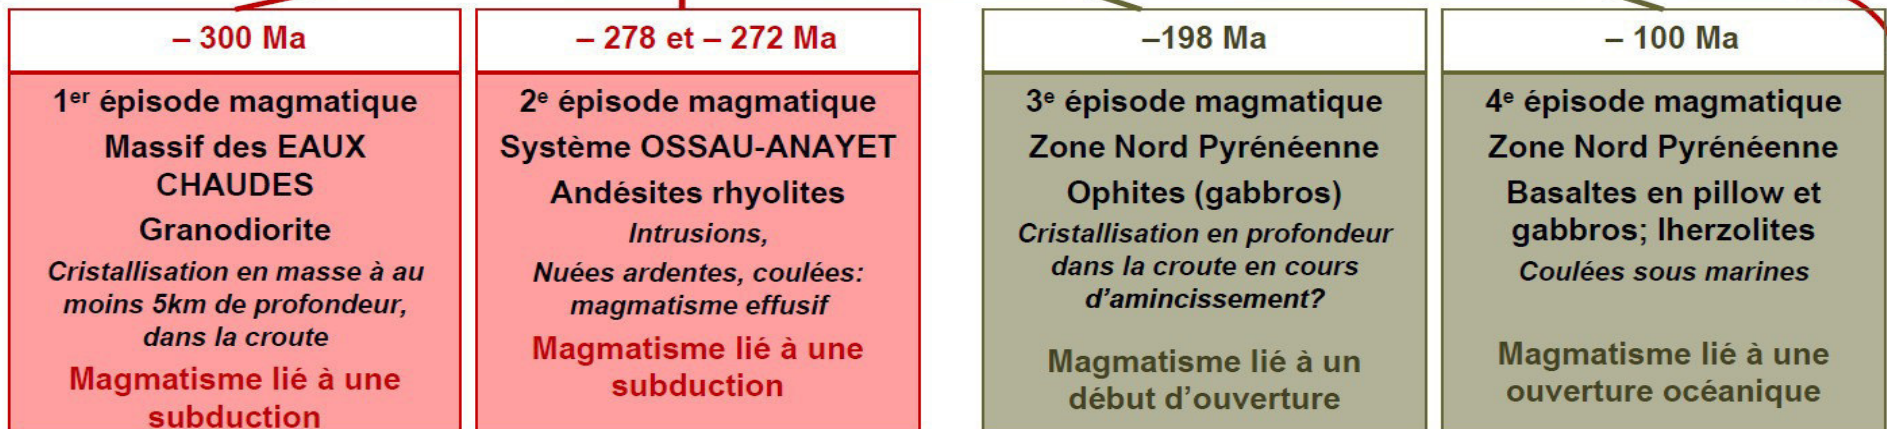 – 300 Ma
1er épisode magmatique
Massif des EAUX
CHAUDES
Granodiorite
Cristallisation en masse à au
moins 5km de profondeur,
dans la croute
Magmatisme lié à une
subduction
– 278 et – 272 Ma
2e épisode magmatique
Système OSSAU-ANAYET
Andésites rhyolites
Intrusions,
Nuées ardentes, coulées:
magmatisme effusif
Magmatisme lié à une
subduction
–198 Ma
3e épisode magmatique
Zone Nord Pyrénéenne
Ophites (gabbros)
Cristallisation en profondeur
dans la croute en cours
d’amincissement?
Magmatisme lié à un
début d’ouverture
– 100 Ma
4e épisode magmatique
Zone Nord Pyrénéenne
Basaltes en pillow et
gabbros; lherzolites
Coulées sous marines
Magmatisme lié à une
ouverture océanique